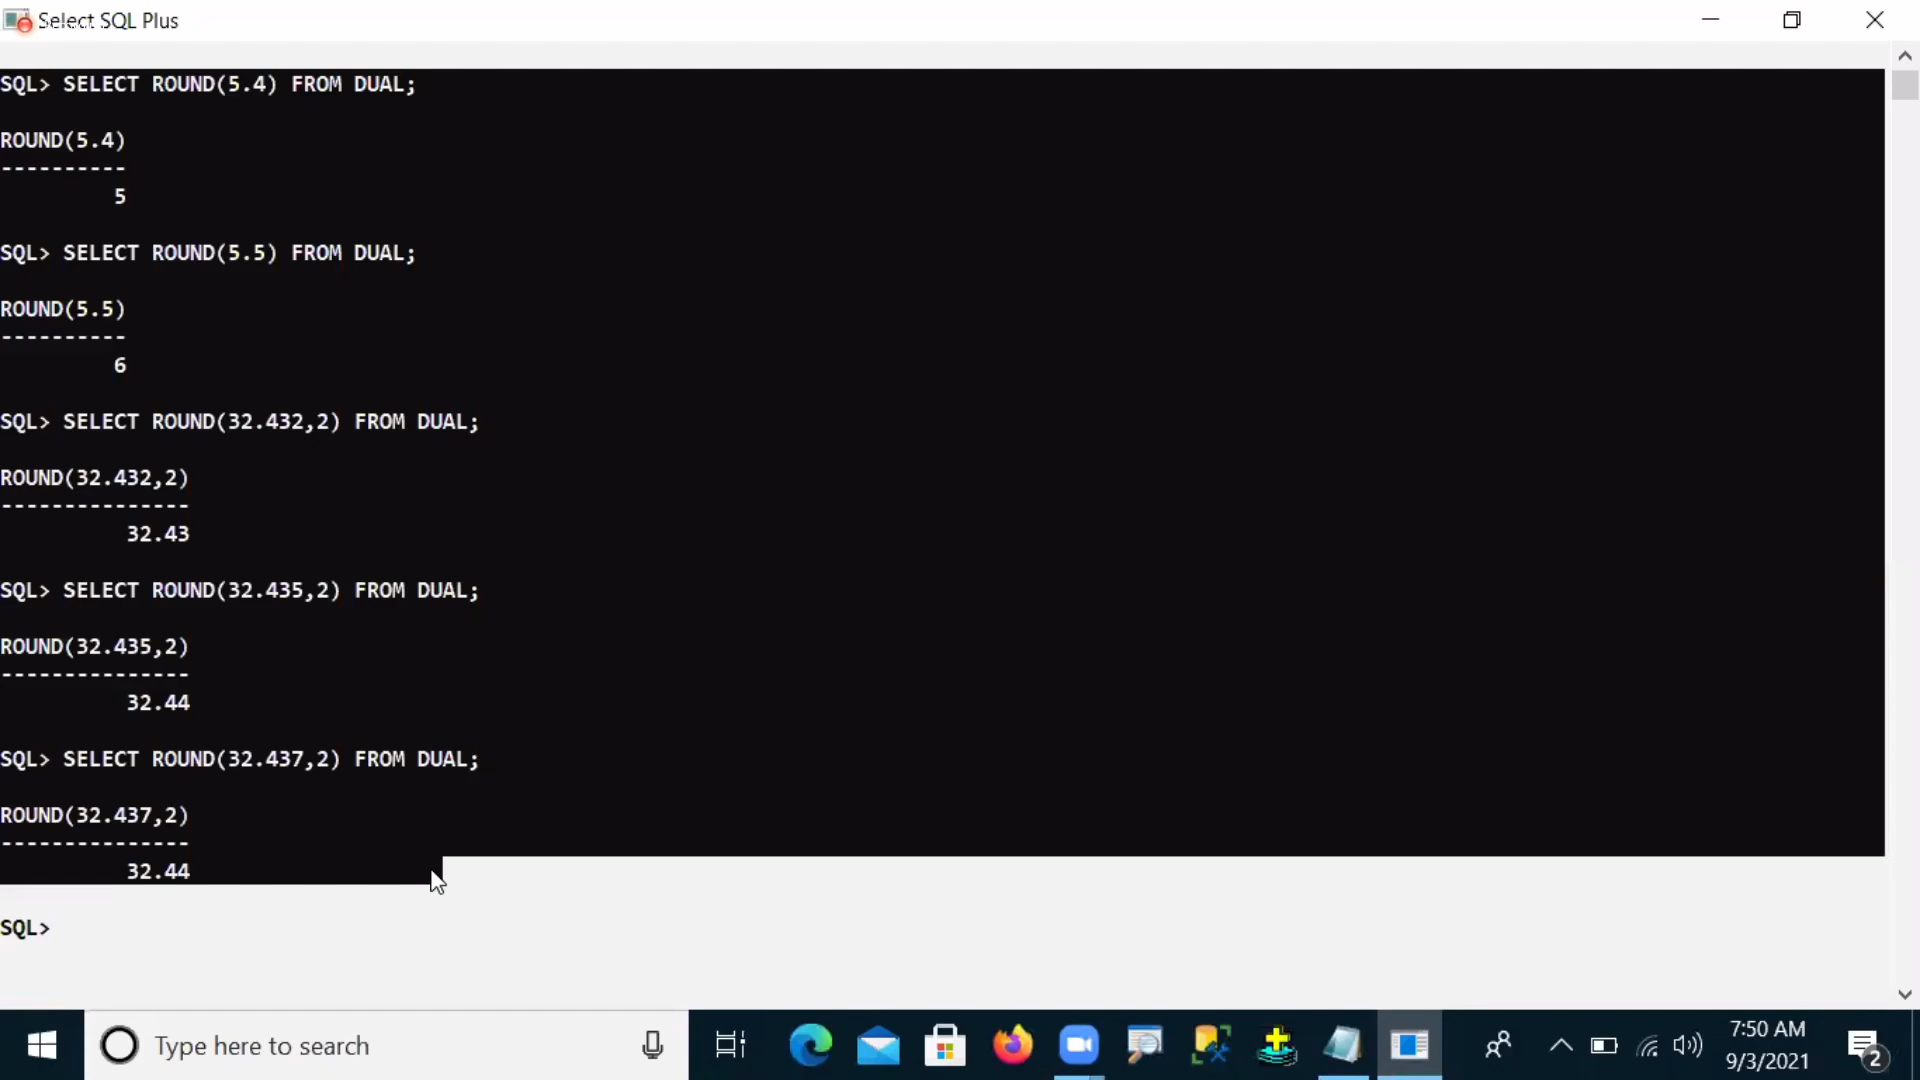 Select SQL Plus
SQL> SELECT ROUND(5.4) FROM DUAL;
ROUND(5.4)
----------
5
SQL> SELECT ROUND(5.5) FROM DUAL;
ROUND(5.5)
----------
6
SQL> SELECT ROUND(32.432,2) FROM DUAL;
ROUND(32.432,2)
---------------
32.43
SQL> SELECT ROUND(32.435,2) FROM DUAL;
ROUND(32.435,2)
---------------
32.44
SQL> SELECT ROUND(32.437,2) FROM DUAL;
ROUND(32.437,2)
---------------
32.44
SQL>
Type here to search
7:50 AM
9/3/2021
2